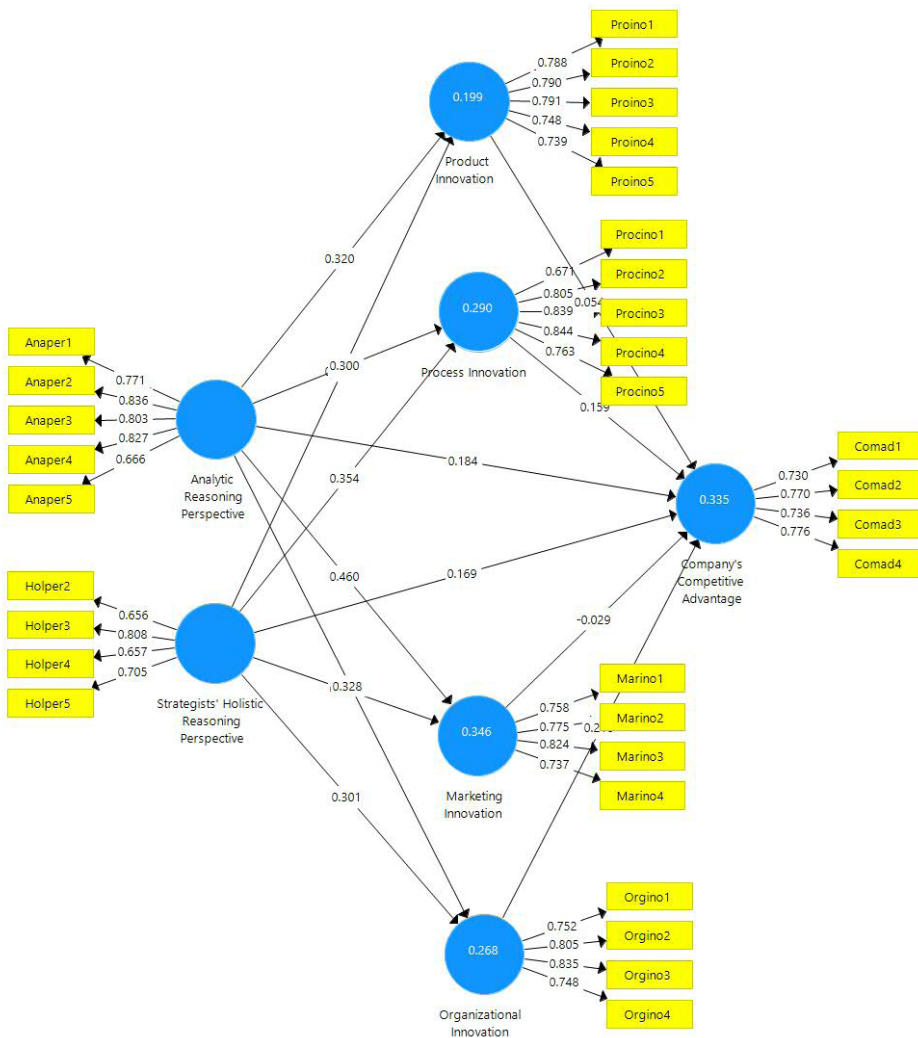 Proino1
0.788
Proino2
0.790
0.199
0.791
Proino3
0.748
Proino4
0.739
Product
Innovation
Proino5
Procino1
0.320
0.671
Procino2
0.805
0.054
0.290
0.839
Procino3
0.844
Procino4
0.763
Anaper1
0.300
Process Innovation
Procino5
0.771
Anaper2
0.836
0.159
Anaper3
0.803
0.827
Anaper4
0.666
Comad1
0.184
0.730
Analytic
Reasoning
Perspective
0.354
Comad2
0.770
Anaper5
0.335
0.736
Comad3
0.776
Comad4
Company's
Competitive
Advantage
0.460
0.169
Holper2
0.656
Holper3
0.808
-0.029
Holper4
0.657
0.705
Marino1
Holper5
0.328
0.758
Strategists' Holistic
Reasoning
Perspective
Marino2
0.775
0.346
0.824
Marino3
0.737
Marino4
0.301
Marketing
Innovation
Orgino1
0.752
Orgino2
0.805
0.268
0.835
Orgino3
0.748
Orgino4
Organizational
Innovation